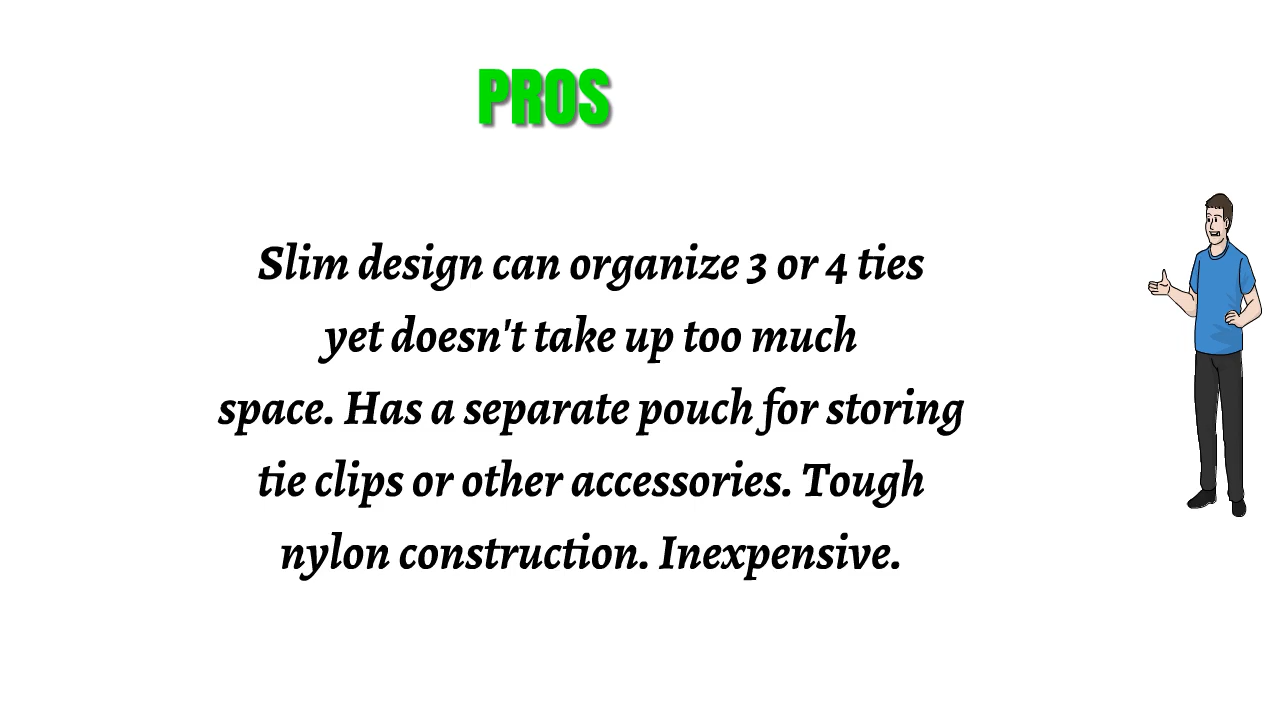 PROS
Slim design can organize 3 or 4 ties
yet doesn't take up too much
space. Has a separate pouch for storing
tie clips or other accessories. Tough
nylon construction. Inexpensive.